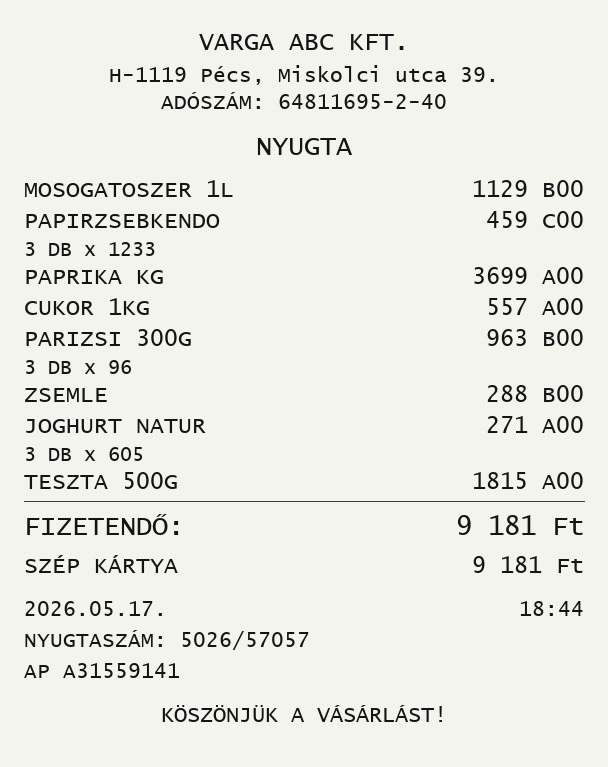 VARGA ABC KFT.
H-1119 Pécs, Miskolci utca 39.
ADÓSZÁM: 64811695-2-40
NYUGTA
MOSOGATOSZER 1L 1129 B00
PAPIRZSEBKENDO 459 C00
3 DB x 1233
PAPRIKA KG 3699 A00
CUKOR 1KG 557 A00
PARIZSI 300G 963 B00
3 DB x 96
ZSEMLE 288 B00
JOGHURT NATUR 271 A00
3 DB x 605
TESZTA 500G 1815 A00
FIZETENDŐ: 9 181 Ft
SZÉP KÁRTYA 9 181 Ft
2026.05.17. 18:44
NYUGTASZÁM: 5026/57057
AP A31559141
KÖSZÖNJÜK A VÁSÁRLÁST!